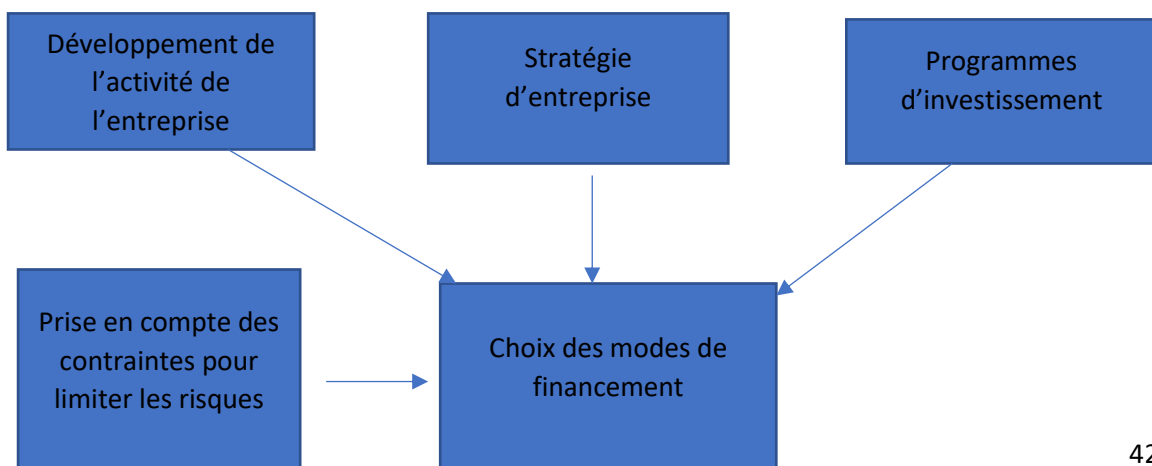 Développement de
l’activité de
l’entreprise
Stratégie
d’entreprise
Programmes
d’investissement
Prise en compte des
contraintes pour
limiter les risques
Choix des modes de
financement
42